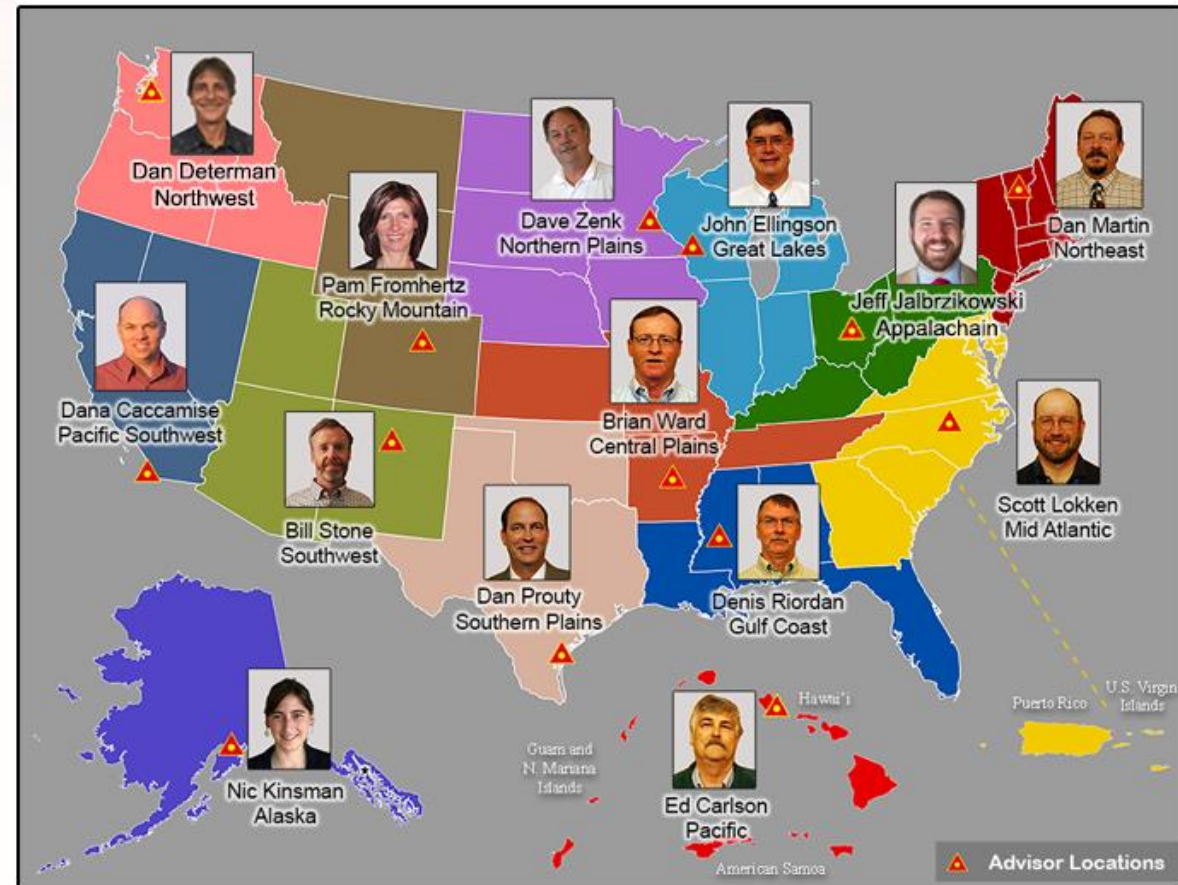 Dan Determan
Northwest
Pam Fromhertz
Rocky Mountain
Dave Zenk
Northern Plains
John Ellingson
Great Lakes
Dan Martin
Northeast
Jeff Jalbrzikowski
Appalachain
Dana Caccamise
Pacific Southwest
Brian Ward
Central Plains
Bill Stone
Southwest
Scott Lokken
Mid Atlantic
Dan Prouty
Southern Plains
Denis Riordan
Gulf Coast
Nic Kinsman
Alaska
Guam and
N. Mariana
Islands
Hawai'i
Ed Carlson
Pacific
American Samoa
Puerto Rico
U.S. Virgin
Islands
Advisor Locations